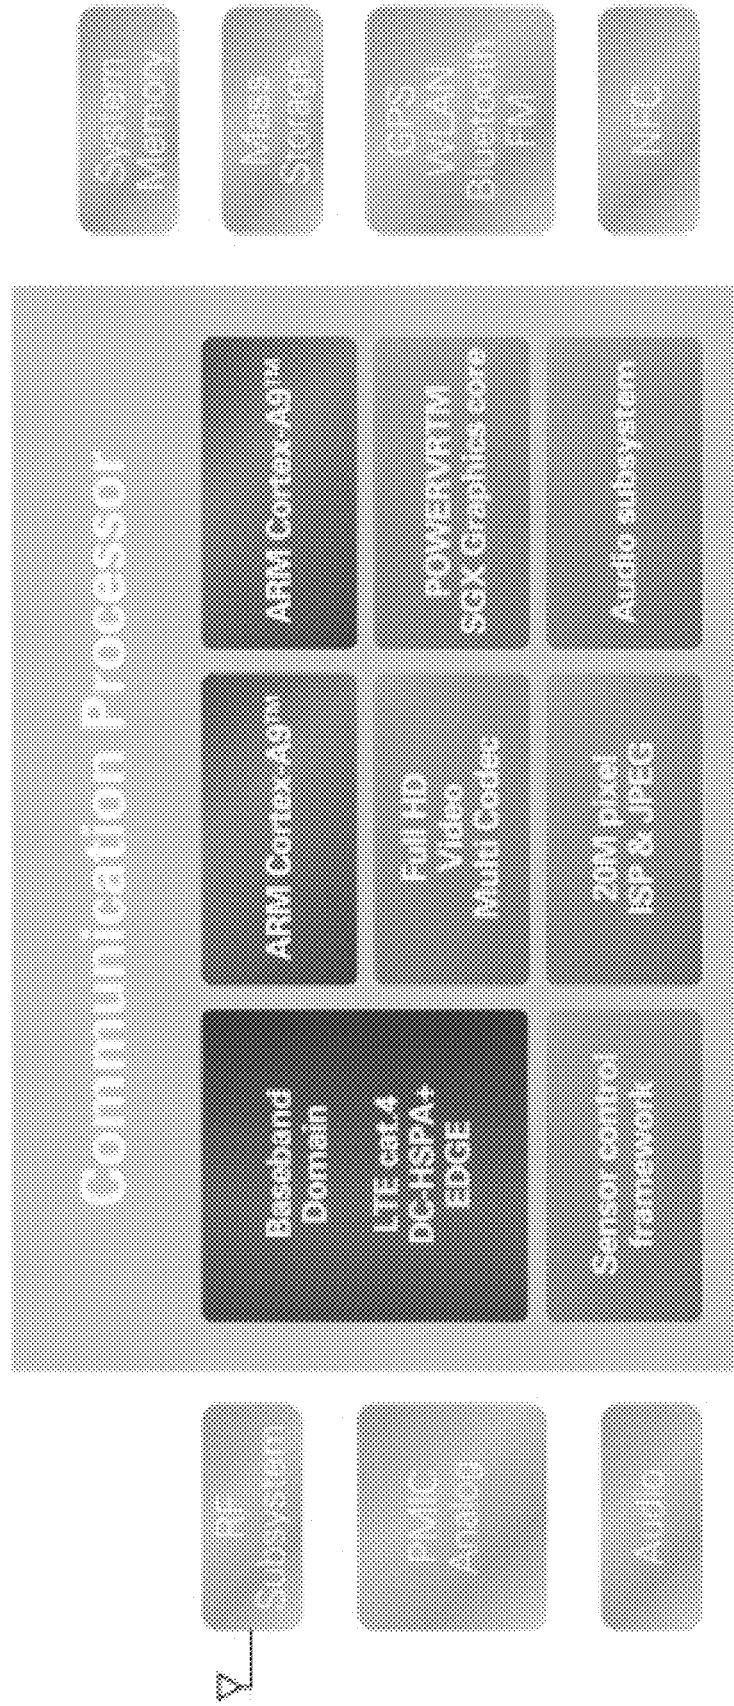 Communication Processor
RF
Subsystem
PMIC
Analog
Audio
Baseband
Domain
LTE cat.4
DC-HSPA+
EDGE
ARM Cortex-A9™
ARM Cortex-A9™
Full HD
Video
Multi Codec
POWERVRTM
SGX Graphics core
Sensor control
framework
20M pixel
ISP & JPEG
Audio subsystem
System
Memory
Mass
Storage
GPS
WLAN
Bluetooth
FM
NFC